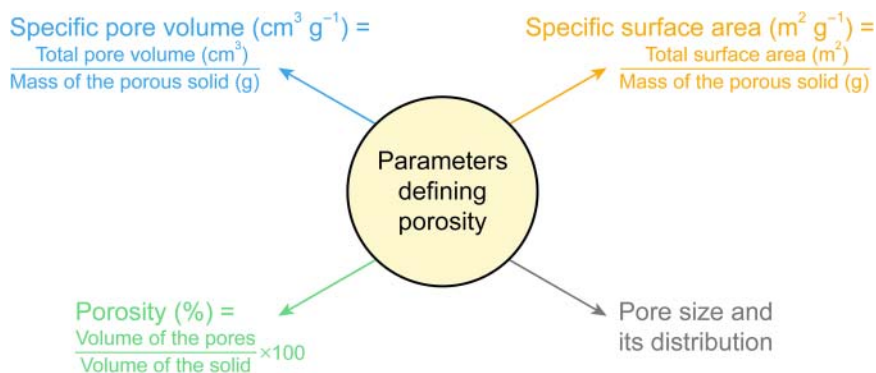 Specific pore volume (cm³ g⁻¹) =
Total pore volume (cm³)
Mass of the porous solid (g)
Specific surface area (m² g⁻¹) =
Total surface area (m²)
Mass of the porous solid (g)
Parameters
defining
porosity
Porosity (%) =
Volume of the pores
Volume of the solid
×100
Pore size and
its distribution